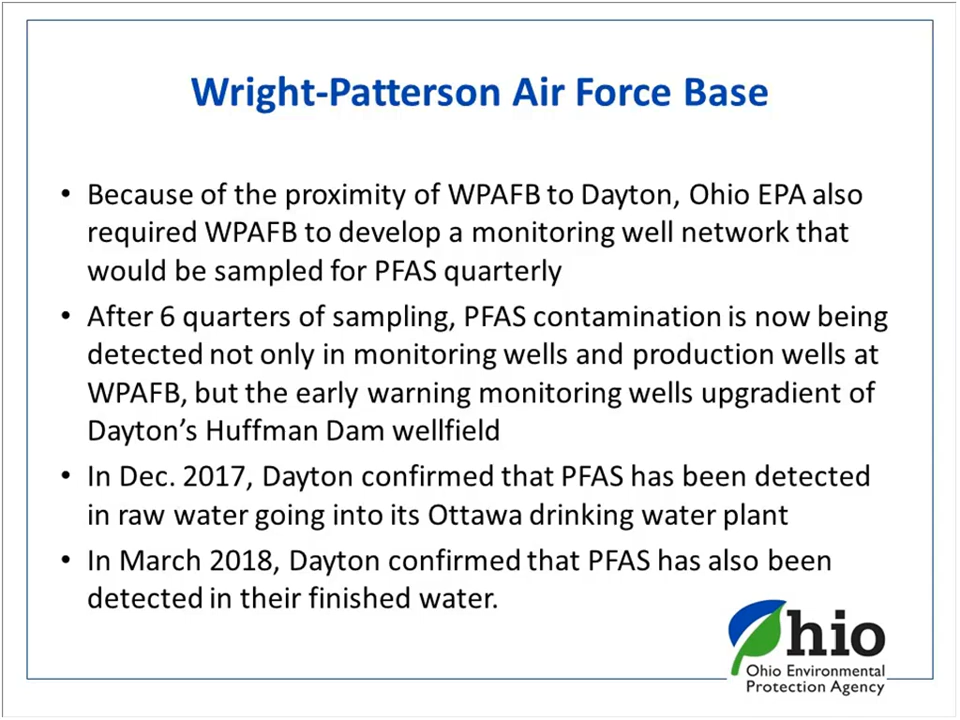 Wright-Patterson Air Force Base
• Because of the proximity of WPAFB to Dayton, Ohio EPA also
required WPAFB to develop a monitoring well network that
would be sampled for PFAS quarterly
• After 6 quarters of sampling, PFAS contamination is now being
detected not only in monitoring wells and production wells at
WPAFB, but the early warning monitoring wells upgradient of
Dayton’s Huffman Dam wellfield
• In Dec. 2017, Dayton confirmed that PFAS has been detected
in raw water going into its Ottawa drinking water plant
• In March 2018, Dayton confirmed that PFAS has also been
detected in their finished water.
Ohio
Ohio Environmental
Protection Agency